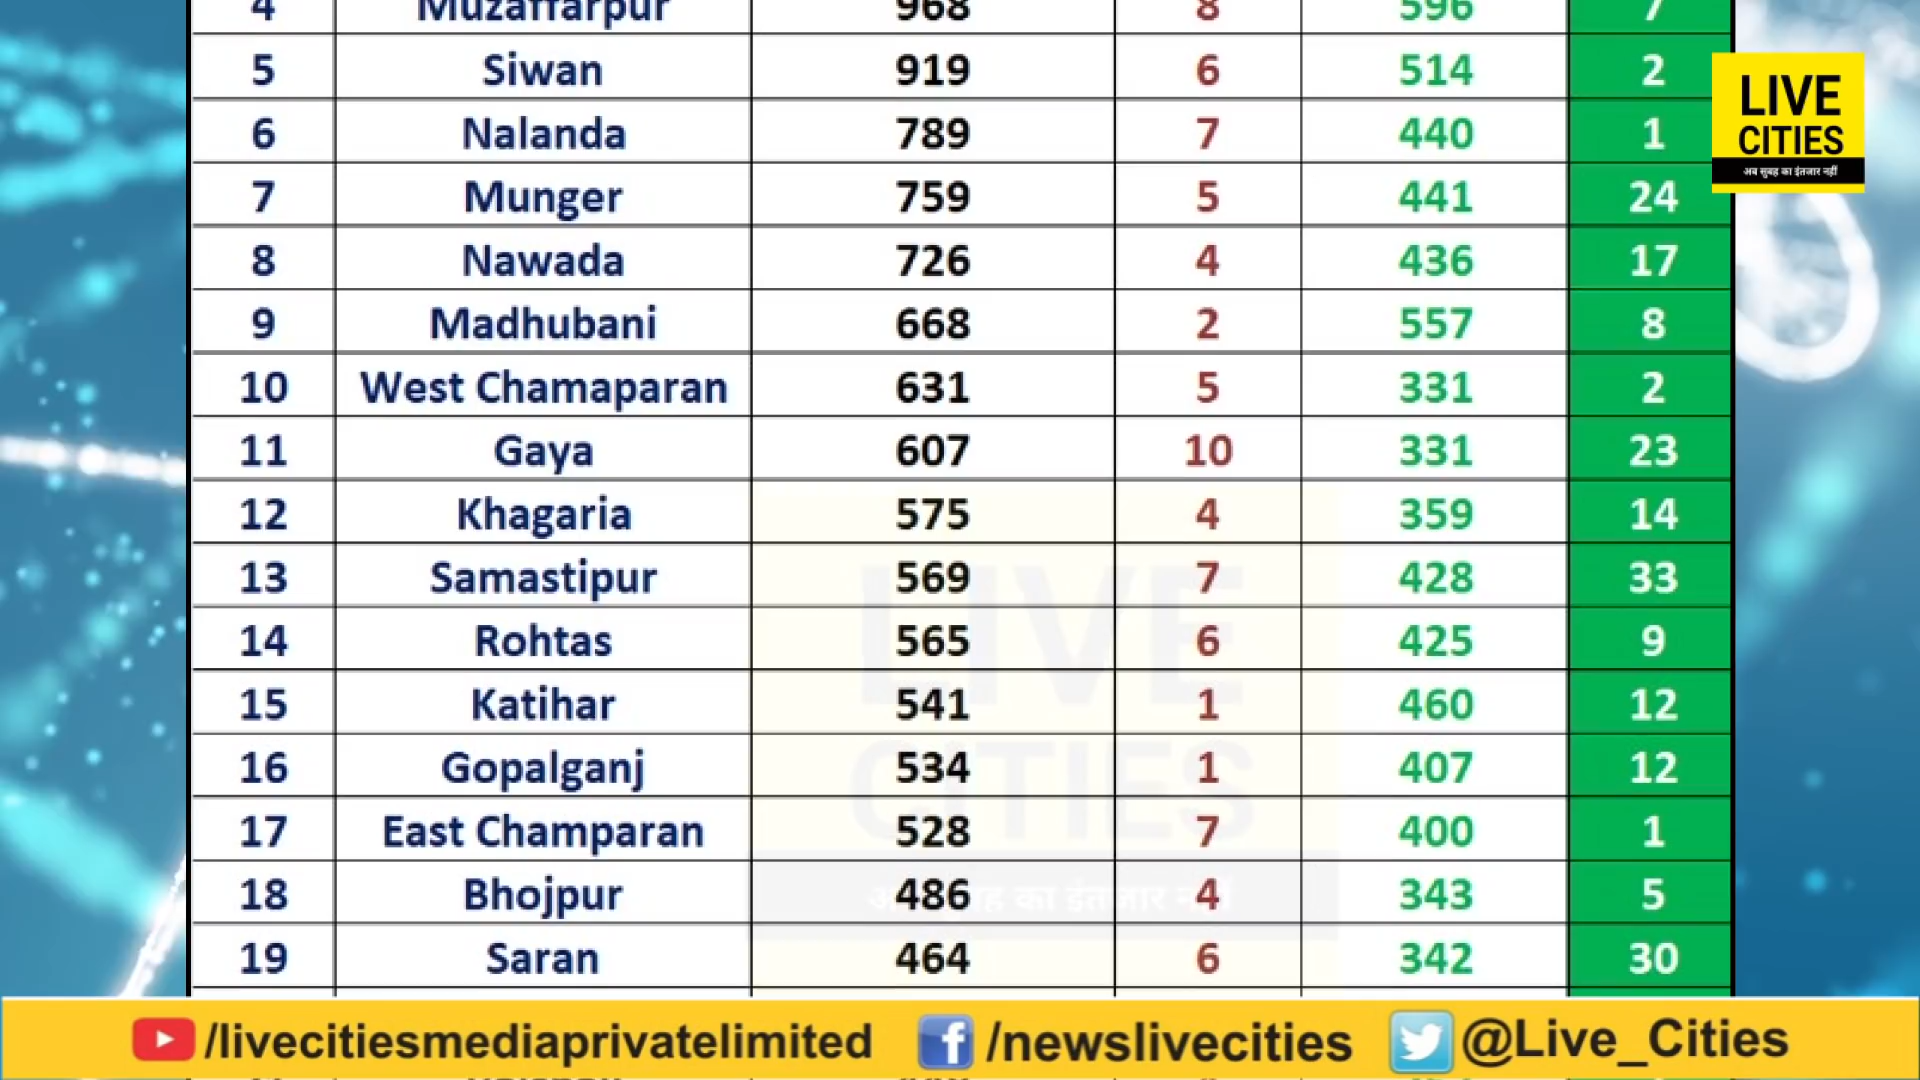 4 Muzaffarpur 968 8 596 7
5 Siwan 919 6 514 2
6 Nalanda 789 7 440 1
7 Munger 759 5 441 24
8 Nawada 726 4 436 17
9 Madhubani 668 2 557 8
10 West Chamaparan 631 5 331 2
11 Gaya 607 10 331 23
12 Khagaria 575 4 359 14
13 Samastipur 569 7 428 33
14 Rohtas 565 6 425 9
15 Katihar 541 1 460 12
16 Gopalganj 534 1 407 12
17 East Champaran 528 7 400 1
18 Bhojpur 486 4 343 5
19 Saran 464 6 342 30
LIVE
CITIES
अब सुबह का इंतजार नहीं
LIVE
CITIES
/livecitiesmediaprivatelimited /newslivecities @Live_Cities